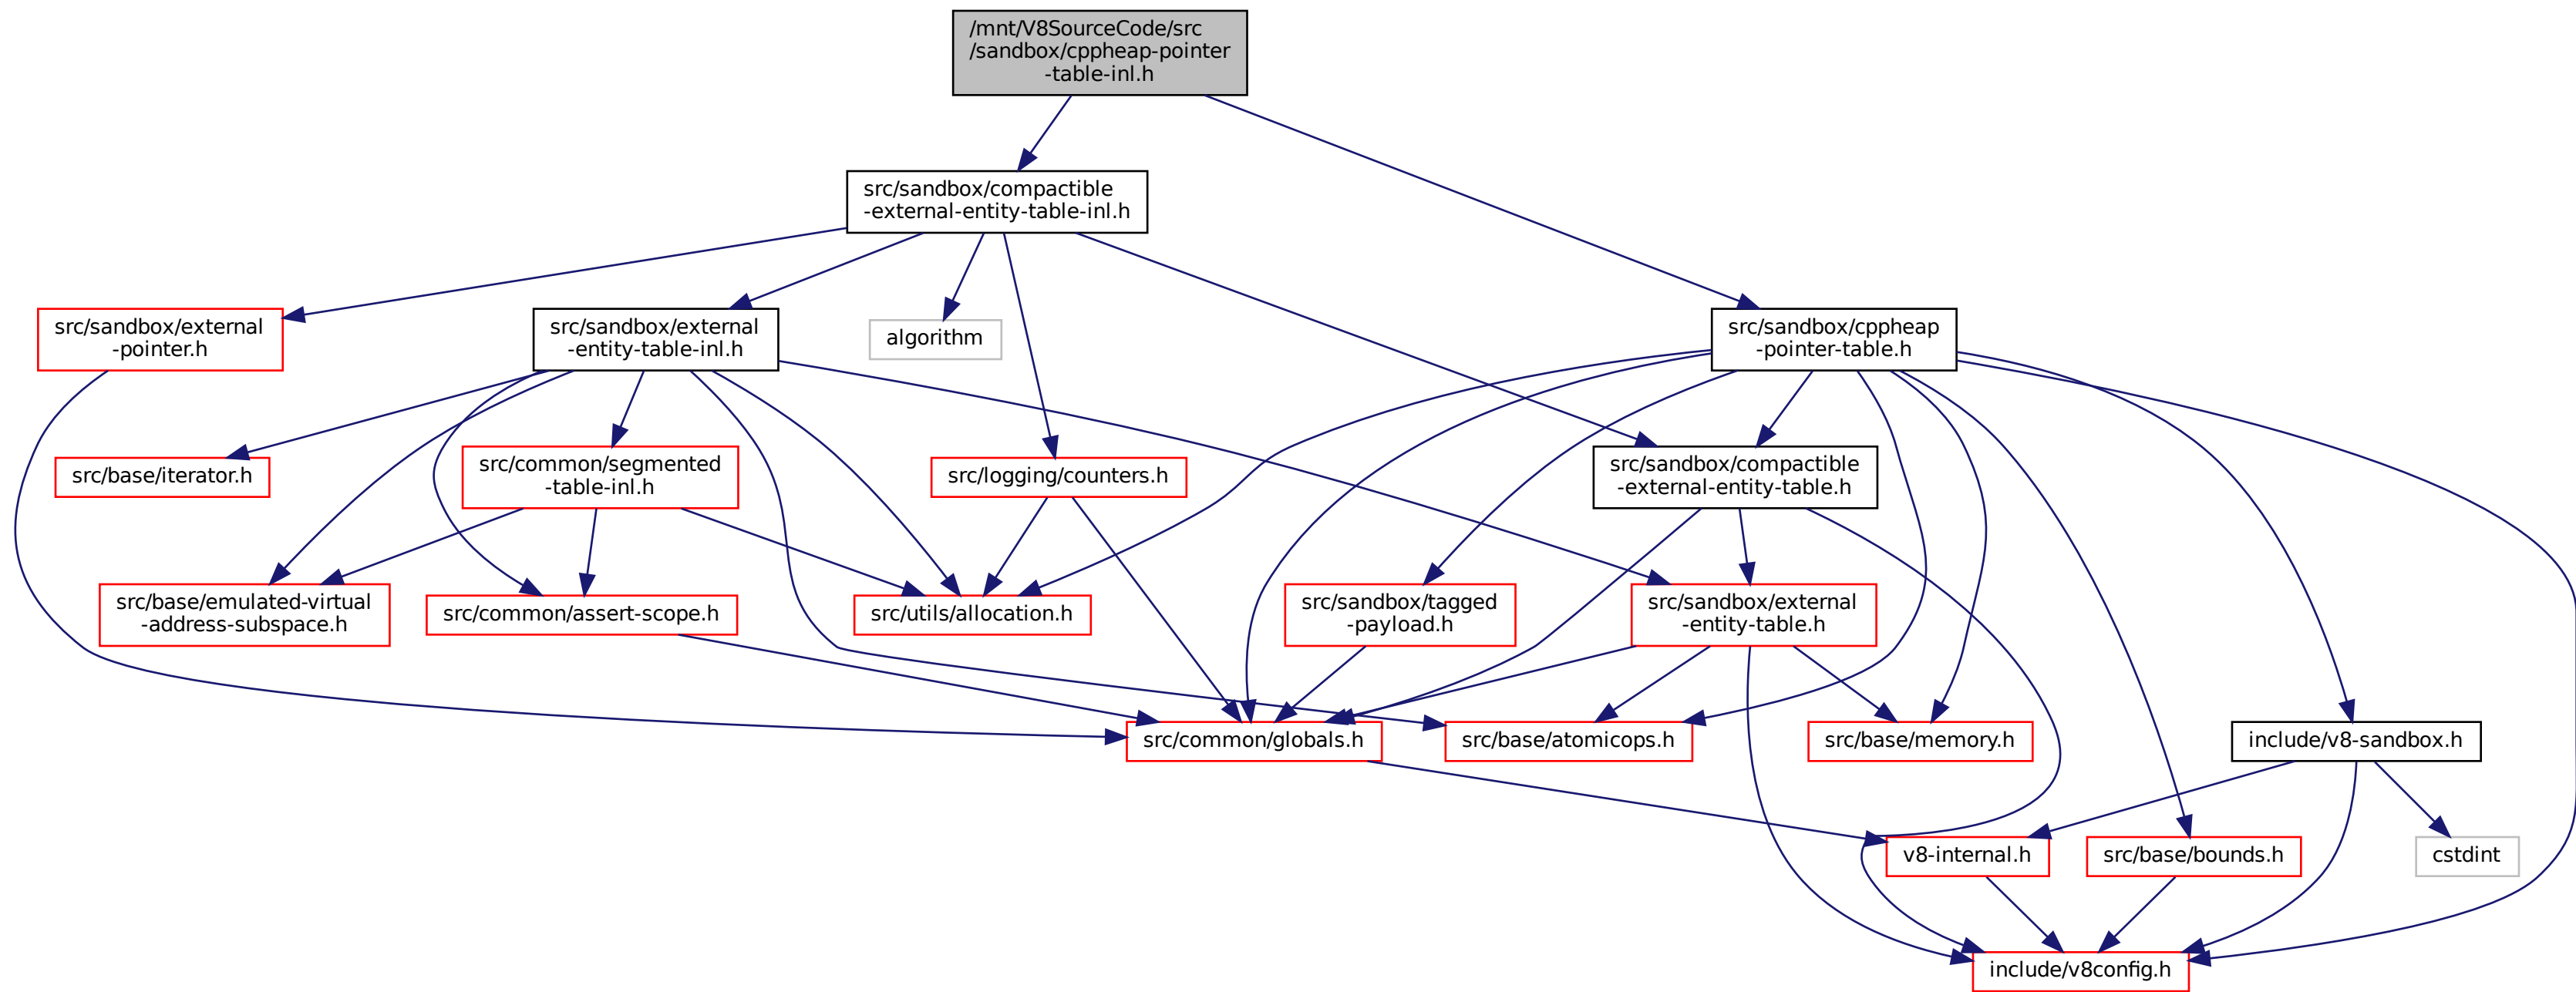 /mnt/V8SourceCode/src
/sandbox/cppheap-pointer
-table-inl.h
src/sandbox/compactible
-external-entity-table-inl.h
src/sandbox/external
-pointer.h
src/sandbox/external
-entity-table-inl.h
algorithm
src/sandbox/cppheap
-pointer-table.h
src/base/iterator.h
src/common/segmented
-table-inl.h
src/logging/counters.h
src/sandbox/compactible
-external-entity-table.h
src/base/emulated-virtual
-address-subspace.h
src/common/assert-scope.h
src/utils/allocation.h
src/sandbox/tagged
-payload.h
src/sandbox/external
-entity-table.h
src/common/globals.h
src/base/atomicops.h
src/base/memory.h
include/v8-sandbox.h
v8-internal.h
src/base/bounds.h
cstdint
include/v8config.h